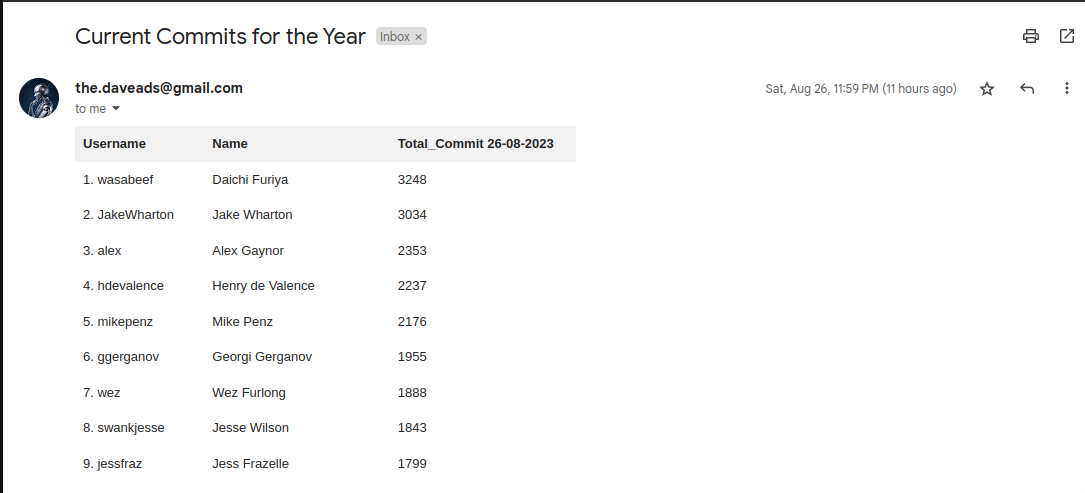 Current Commits for the Year Inbox ×
the.daveads@gmail.com Sat, Aug 26, 11:59 PM (11 hours ago)
to me
Username Name Total_Commit 26-08-2023
1. wasabeef Daichi Furiya 3248
2. JakeWharton Jake Wharton 3034
3. alex Alex Gaynor 2353
4. hdevalence Henry de Valence 2237
5. mikepenz Mike Penz 2176
6. ggerganov Georgi Gerganov 1955
7. wez Wez Furlong 1888
8. swankjesse Jesse Wilson 1843
9. jessfraz Jess Frazelle 1799